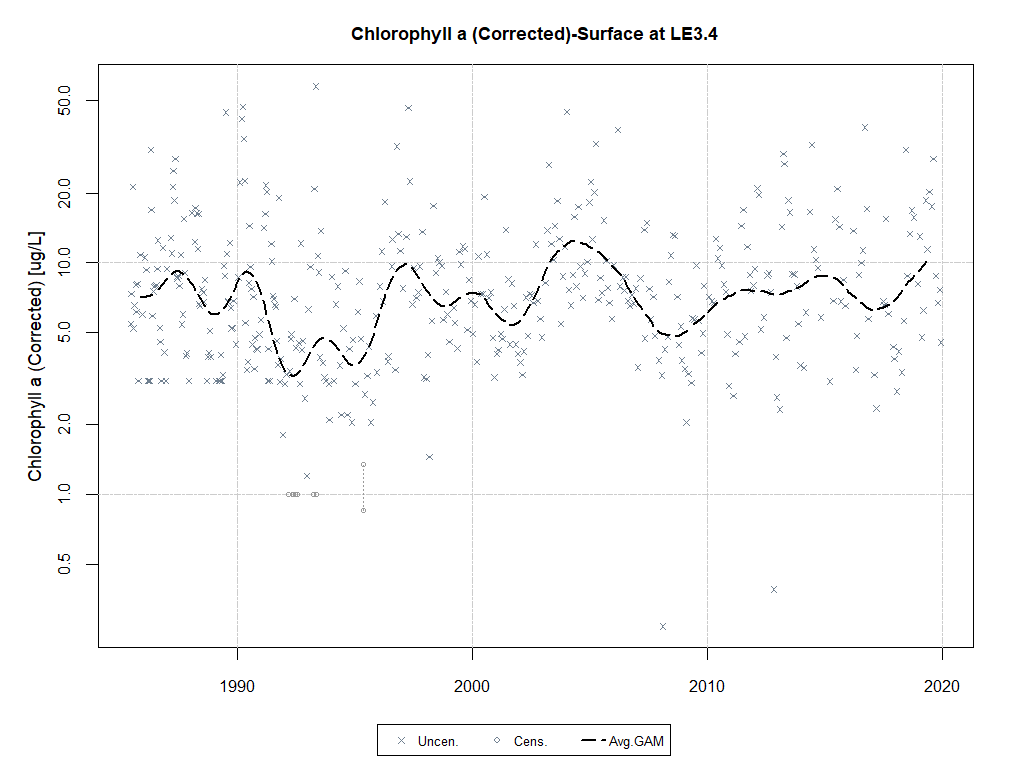 Chlorophyll a (Corrected)-Surface at LE3.4
Chlorophyll a (Corrected) [ug/L]
50.0
20.0
10.0
5.0
2.0
1.0
0.5
1990 2000 2010 2020
Uncen. Cens. Avg.GAM